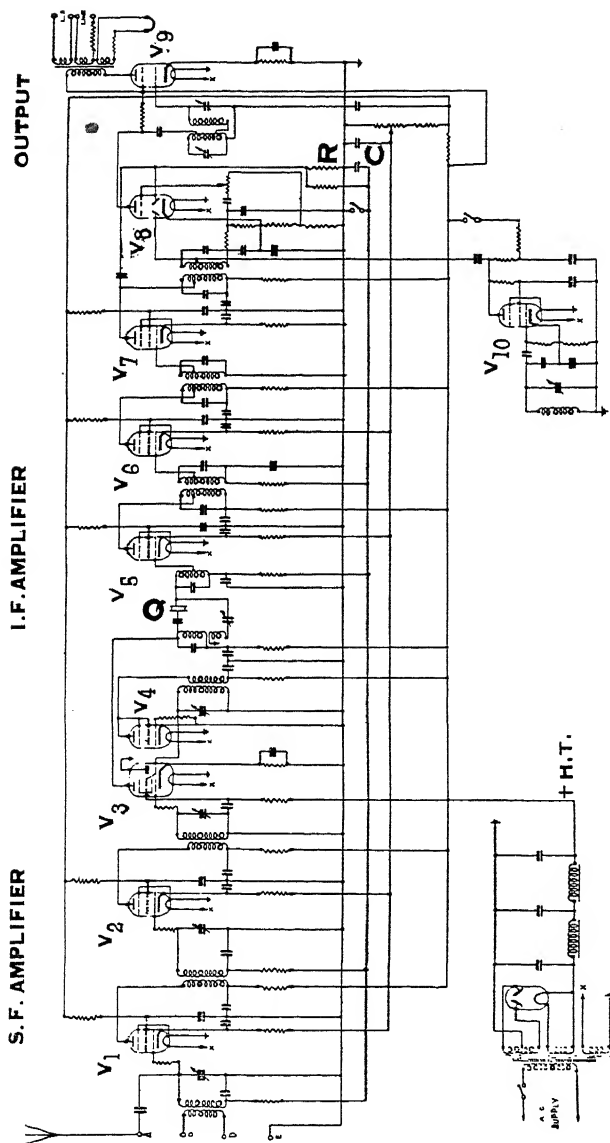 S. F. AMPLIFIER
I.F. AMPLIFIER
OUTPUT
V1
V2
V3
V4
V5
V6
V7
V8
V9
V10
Q
R
C
+ H.T.
A.C.
SUPPLY
A
D
E
X
X
X
X
X
X
X
X
X
X
X